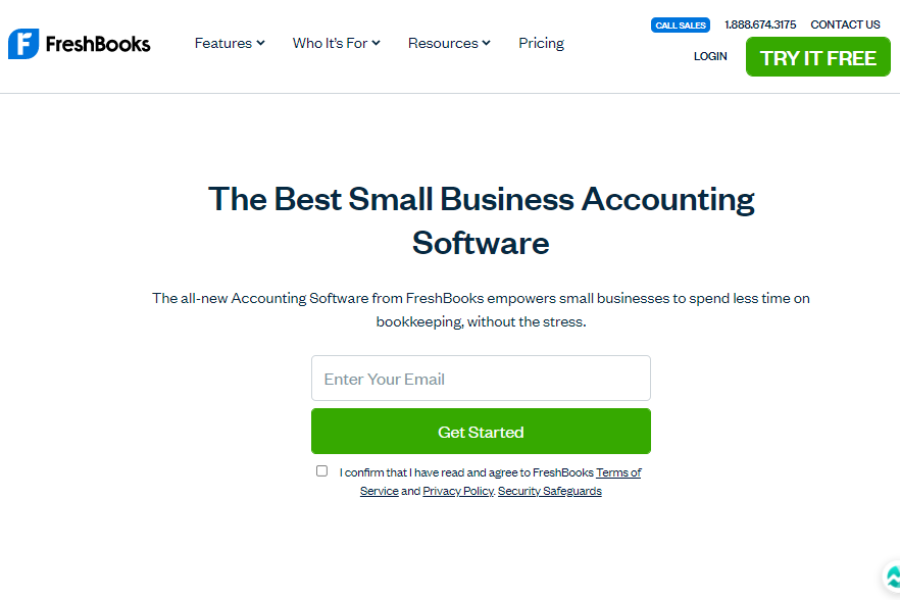 CALL SALES 1.888.674.3175 CONTACT US
FreshBooks Features Who It's For Resources Pricing
LOGIN TRY IT FREE
The Best Small Business Accounting
Software
The all-new Accounting Software from FreshBooks empowers small businesses to spend less time on
bookkeeping, without the stress.
Enter Your Email
Get Started
I confirm that I have read and agree to FreshBooks Terms of
Service and Privacy Policy. Security Safeguards